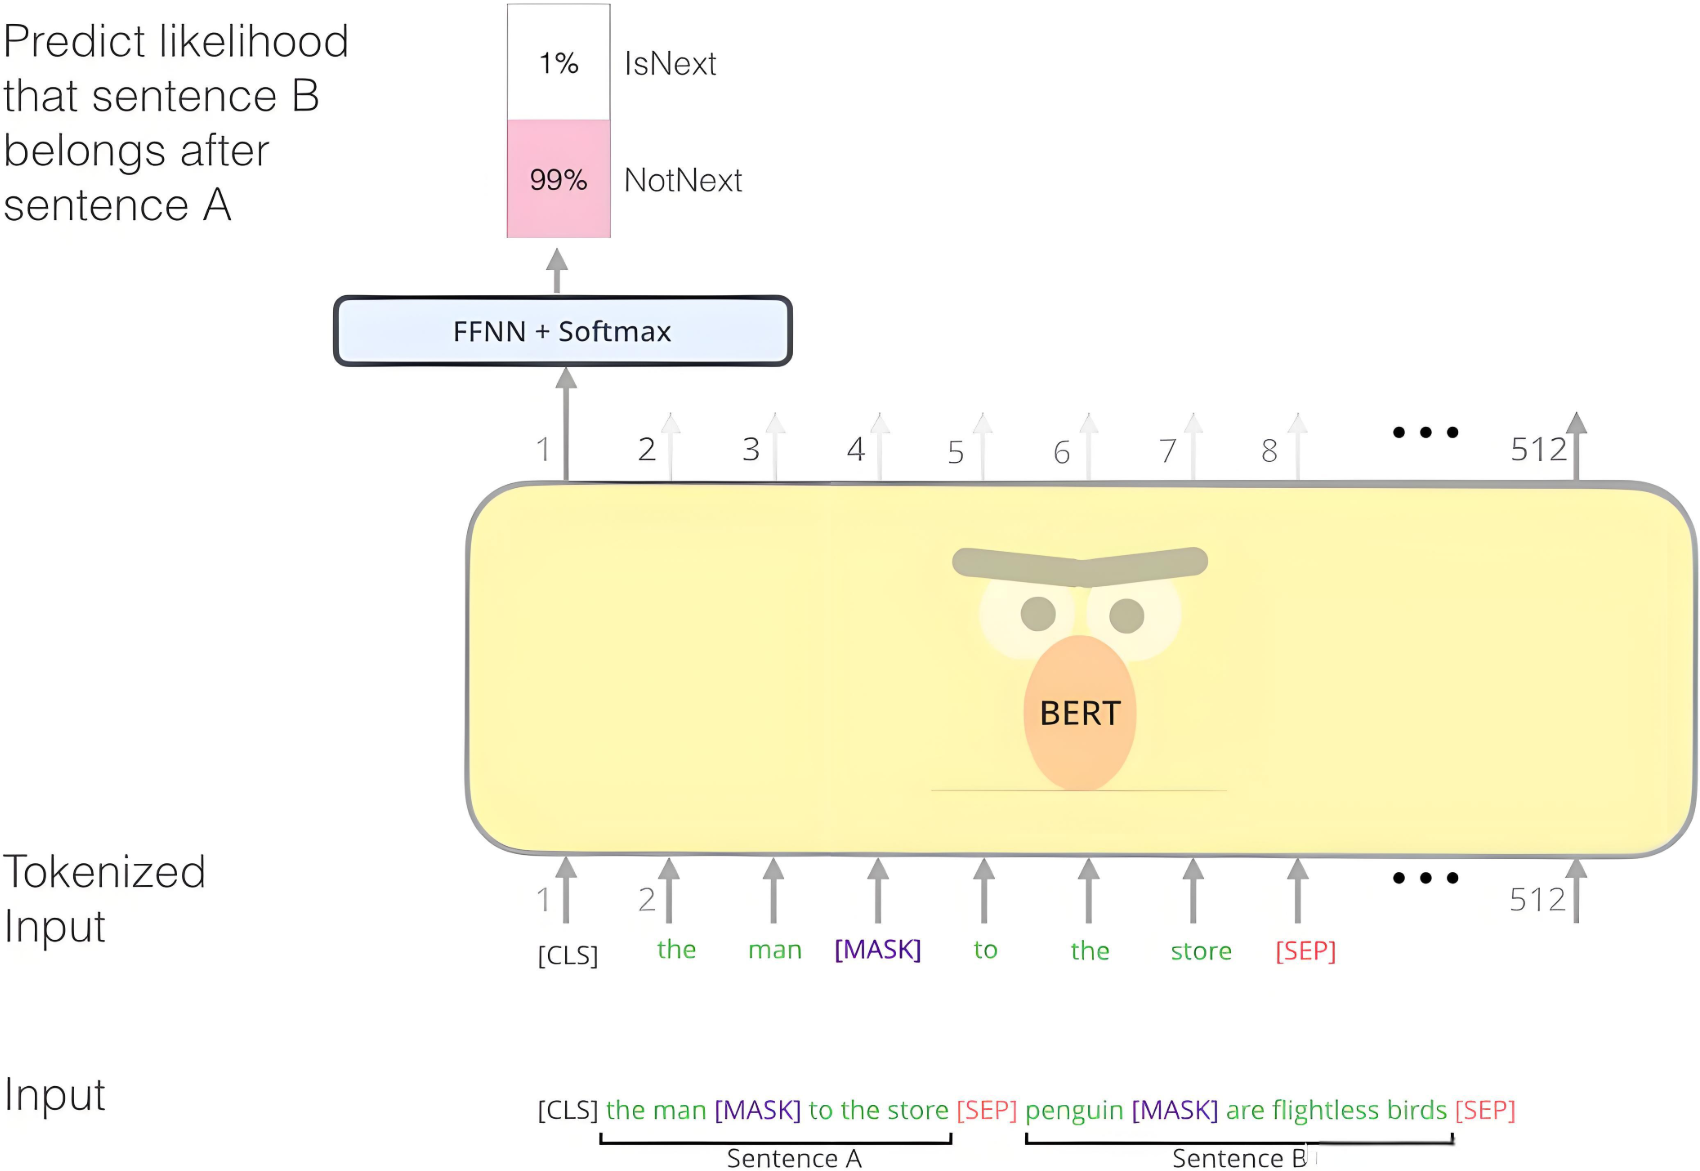 Predict likelihood
that sentence B
belongs after
sentence A
1% IsNext
99% NotNext
FFNN + Softmax
1 2 3 4 5 6 7 8 ••• 512
BERT
Tokenized
Input
1 2 ••• 512
[CLS] the man [MASK] to the store [SEP]
Input
[CLS] the man [MASK] to the store [SEP] penguin [MASK] are flightless birds [SEP]
Sentence A Sentence B